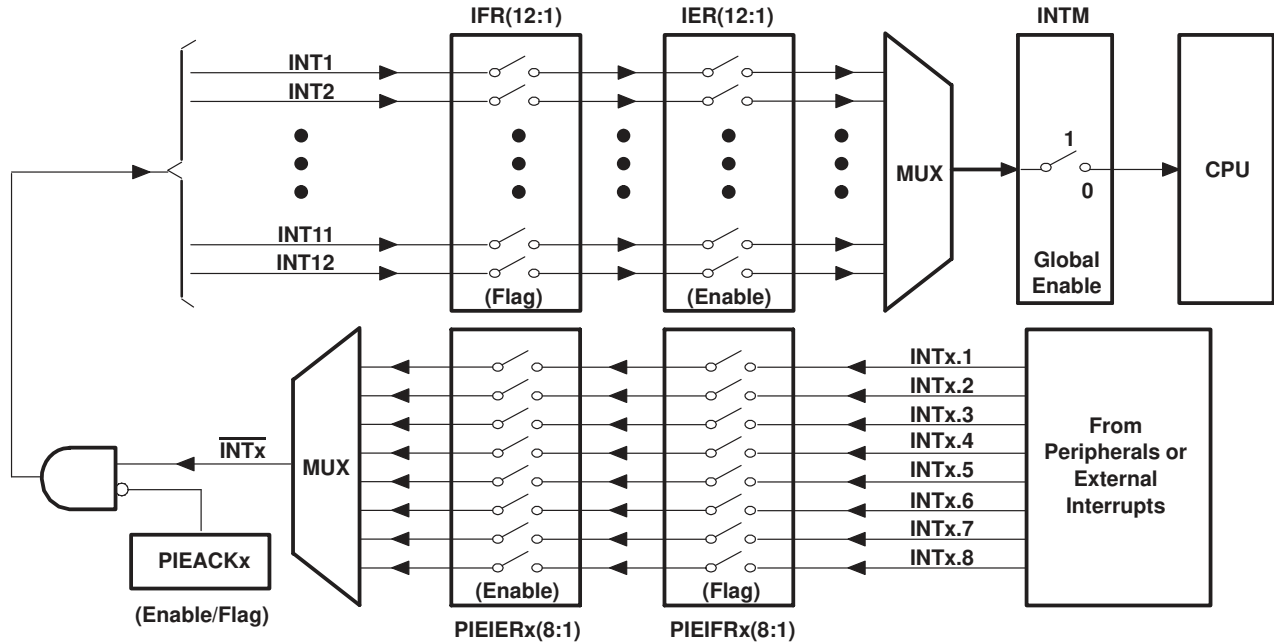 IFR(12:1) IER(12:1) INTM
INT1
INT2
INT11
INT12
(Flag)
(Enable)
MUX
1
0
Global
Enable
CPU
INTx.1
INTx.2
INTx.3
INTx.4
INTx.5
INTx.6
INTx.7
INTx.8
From
Peripherals or
External
Interrupts
(Enable)
(Flag)
PIEIERx(8:1) PIEIFRx(8:1)
MUX
INTx
PIEACKx
(Enable/Flag)